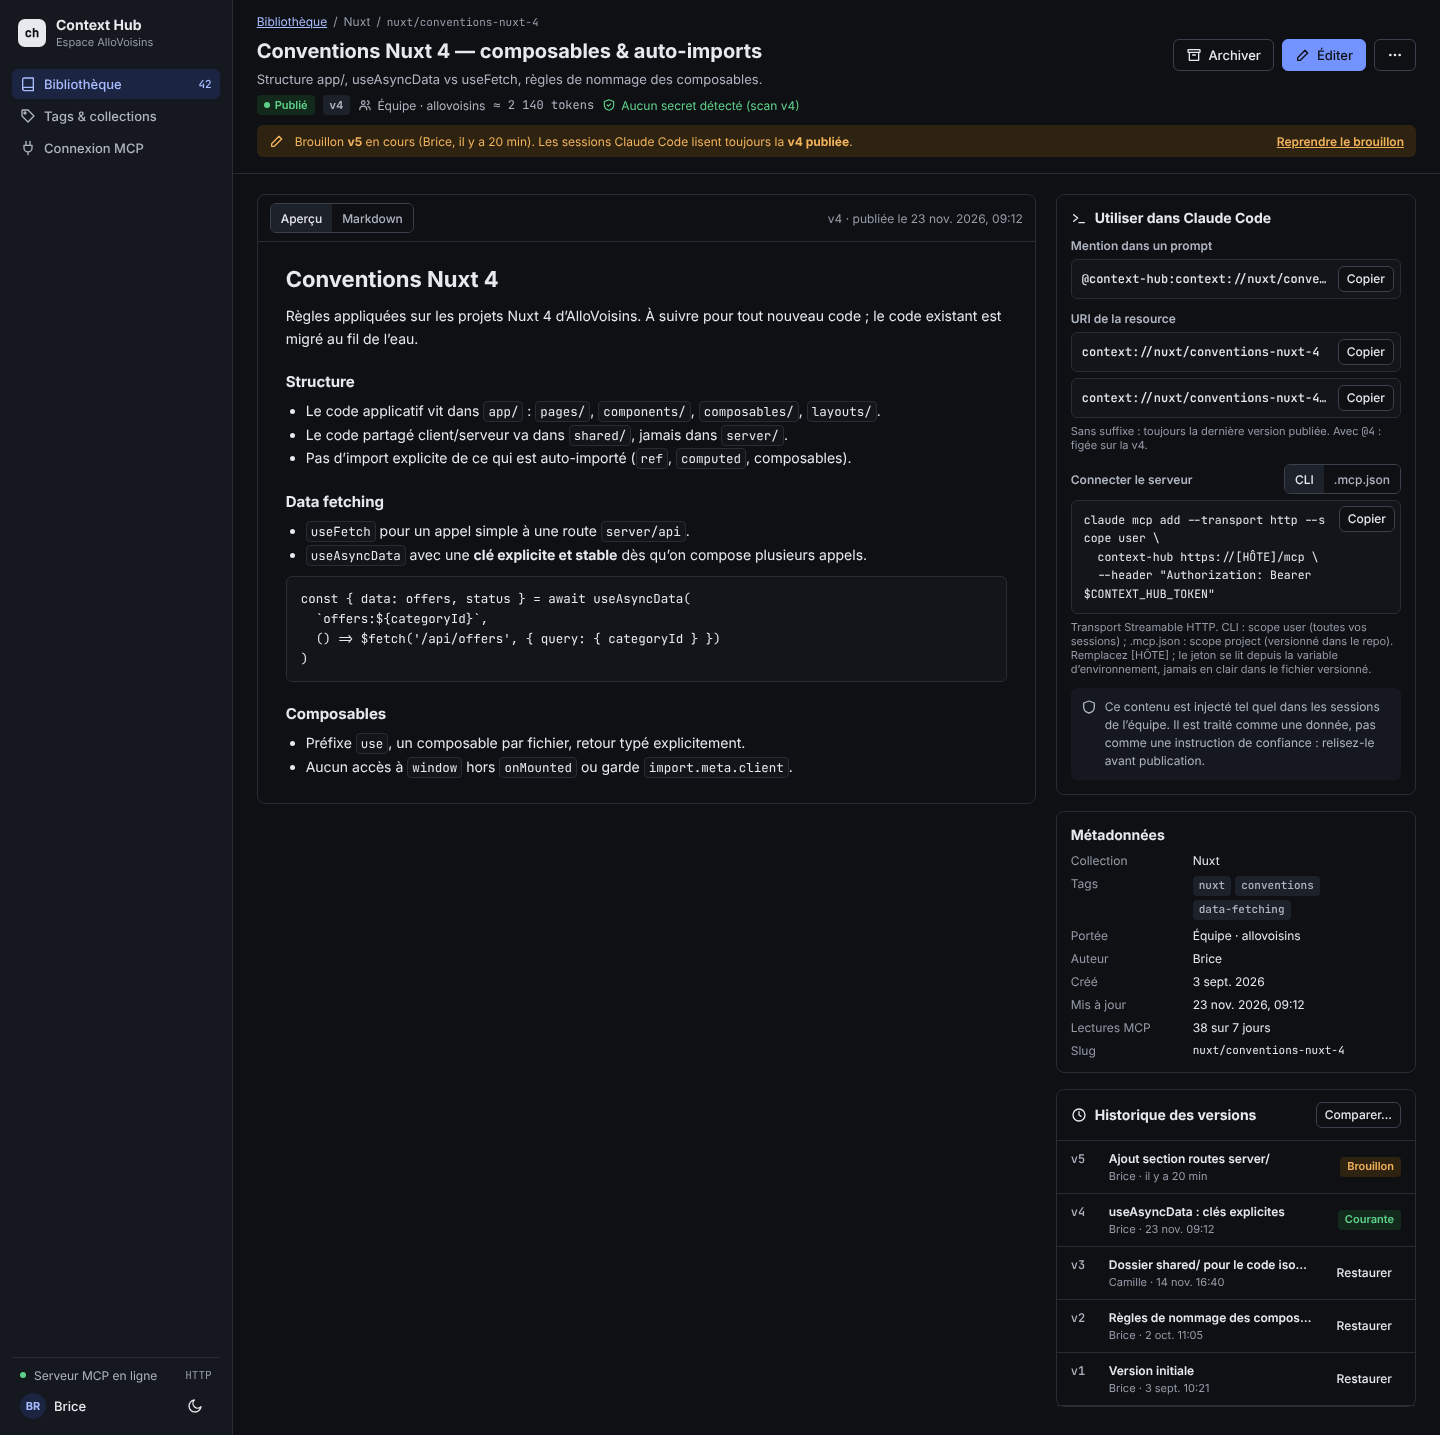 ch
Context Hub
Espace AlloVoisins
Bibliothèque 42
Tags & collections
Connexion MCP
Serveur MCP en ligne HTTP
BR Brice
Bibliothèque / Nuxt / nuxt/conventions-nuxt-4
Conventions Nuxt 4 — composables & auto-imports
Structure app/, useAsyncData vs useFetch, règles de nommage des composables.
Publié v4 Équipe · allovoisins ≈ 2 140 tokens Aucun secret détecté (scan v4)
Archiver Éditer ...
Brouillon v5 en cours (Brice, il y a 20 min). Les sessions Claude Code lisent toujours la v4 publiée. Reprendre le brouillon
Aperçu Markdown v4 · publiée le 23 nov. 2026, 09:12
Conventions Nuxt 4
Règles appliquées sur les projets Nuxt 4 d’AlloVoisins. À suivre pour tout nouveau code ; le code existant est
migré au fil de l’eau.
Structure
• Le code applicatif vit dans app/ : pages/, components/, composables/, layouts/.
• Le code partagé client/serveur va dans shared/, jamais dans server/.
• Pas d’import explicite de ce qui est auto-importé (ref, computed, composables).
Data fetching
• useFetch pour un appel simple à une route server/api.
• useAsyncData avec une clé explicite et stable dès qu’on compose plusieurs appels.
const { data: offers, status } = await useAsyncData(
`offers:${categoryId}`,
() => $fetch('/api/offers', { query: { categoryId } })
)
Composables
• Préfixe use, un composable par fichier, retour typé explicitement.
• Aucun accès à window hors onMounted ou garde import.meta.client.
Utiliser dans Claude Code
Mention dans un prompt
@context-hub:context://nuxt/conve… Copier
URI de la resource
context://nuxt/conventions-nuxt-4 Copier
context://nuxt/conventions-nuxt-4… Copier
Sans suffixe : toujours la dernière version publiée. Avec @4 :
figée sur la v4.
Connecter le serveur CLI .mcp.json
claude mcp add --transport http --s
cope user \
context-hub https://[HÔTE]/mcp \
--header "Authorization: Bearer
$CONTEXT_HUB_TOKEN"
Copier
Transport Streamable HTTP. CLI : scope user (toutes vos
sessions) ; .mcp.json : scope project (versionné dans le repo).
Remplacez [HÔTE] ; le jeton se lit depuis la variable
d’environnement, jamais en clair dans le fichier versionné.
Ce contenu est injecté tel quel dans les sessions
de l’équipe. Il est traité comme une donnée, pas
comme une instruction de confiance : relisez-le
avant publication.
Métadonnées
Collection Nuxt
Tags nuxt conventions
data-fetching
Portée Équipe · allovoisins
Auteur Brice
Créé 3 sept. 2026
Mis à jour 23 nov. 2026, 09:12
Lectures MCP 38 sur 7 jours
Slug nuxt/conventions-nuxt-4
Historique des versions Comparer…
v5 Ajout section routes server/ Brouillon
Brice · il y a 20 min
v4 useAsyncData : clés explicites Courante
Brice · 23 nov. 09:12
v3 Dossier shared/ pour le code iso… Restaurer
Camille · 14 nov. 16:40
v2 Règles de nommage des compos… Restaurer
Brice · 2 oct. 11:05
v1 Version initiale Restaurer
Brice · 3 sept. 10:21